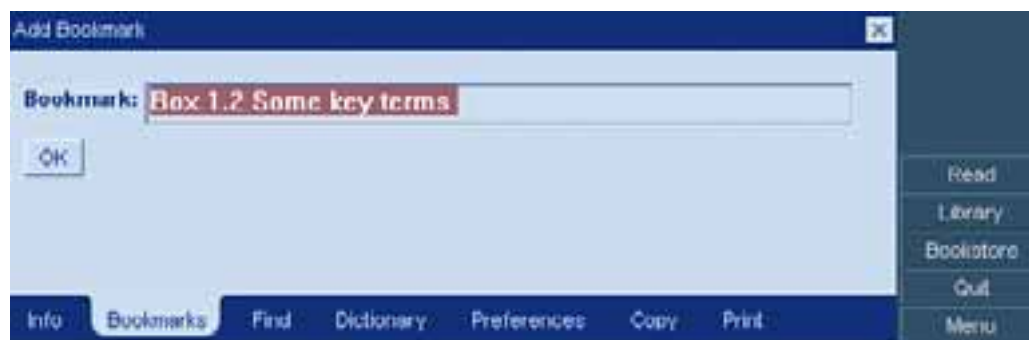 Add Bookmark
Bookmark: Box 1.2 Some key terms
OK
Read
Library
Bookstore
Quit
Info Bookmarks Find Dictionary Preferences Copy Print Menu